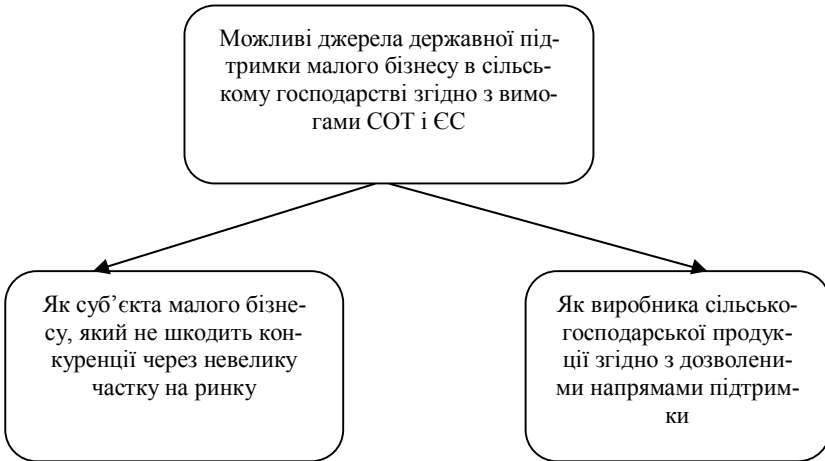 Можливі джерела державної під-
тримки малого бізнесу в сільсь-
кому господарстві згідно з вимо-
гами СОТ і ЄС
Як суб’єкта малого бізне-
су, який не шкодить кон-
куренції через невелику
частку на ринку
Як виробника сільсько-
господарської продук-
ції згідно з дозволени-
ми напрямами підтрим-
ки